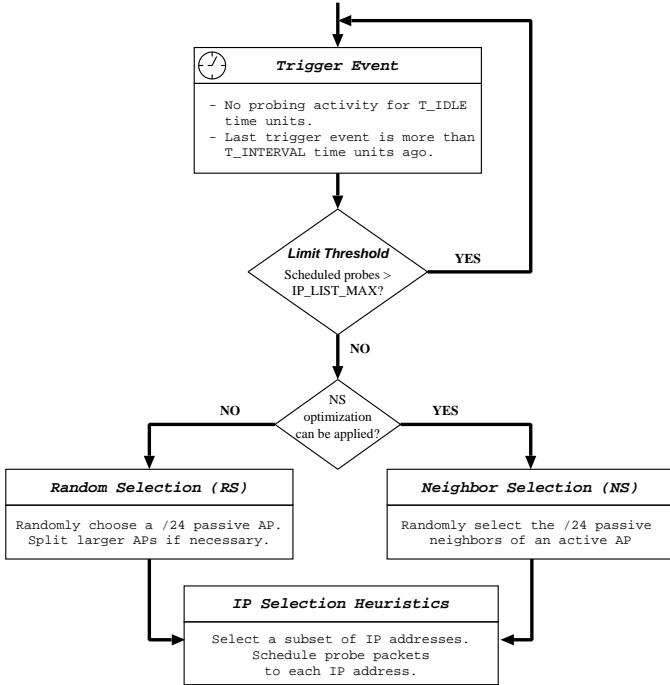 Trigger Event
- No probing activity for T_IDLE
time units.
- Last trigger event is more than
T_INTERVAL time units ago.
Limit Threshold
Scheduled probes >
IP_LIST_MAX?
YES
NO
NS
optimization
can be applied?
NO
YES
Random Selection (RS)
Randomly choose a /24 passive AP.
Split larger APs if necessary.
Neighbor Selection (NS)
Randomly select the /24 passive
neighbors of an active AP
IP Selection Heuristics
Select a subset of IP addresses.
Schedule probe packets
to each IP address.